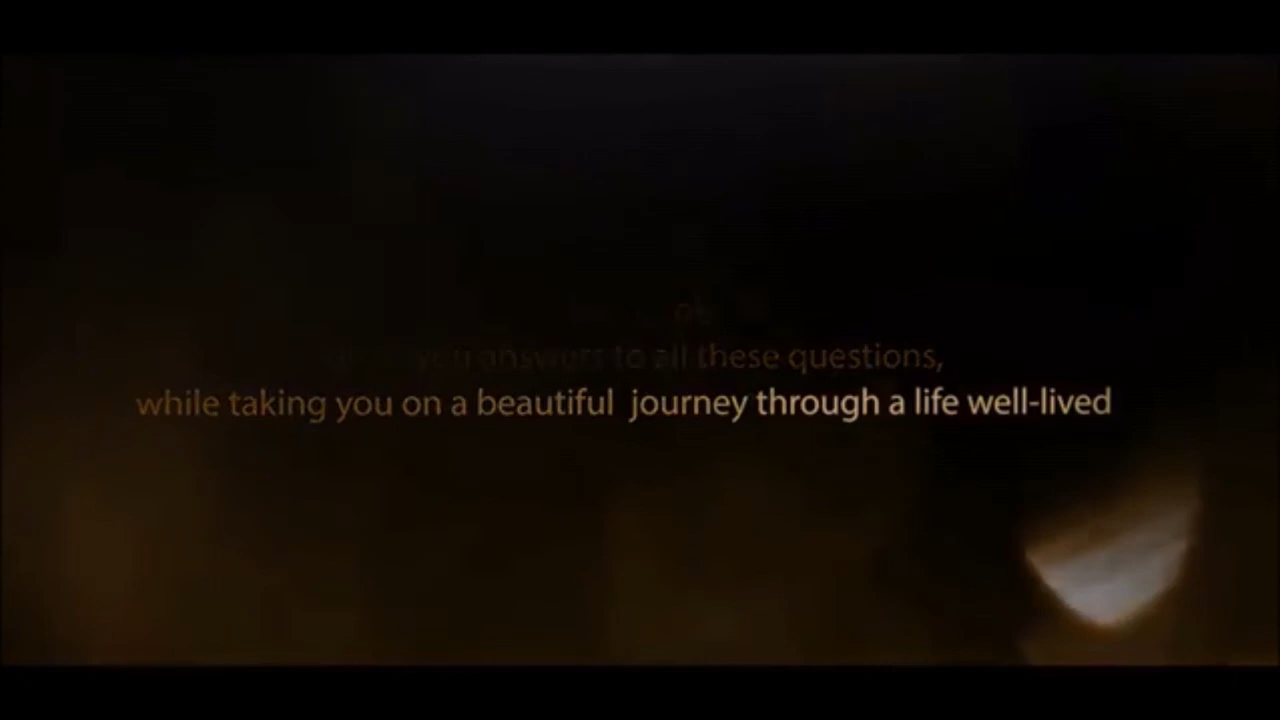 answers to all these questions,
while taking you on a beautiful journey through a life well-lived